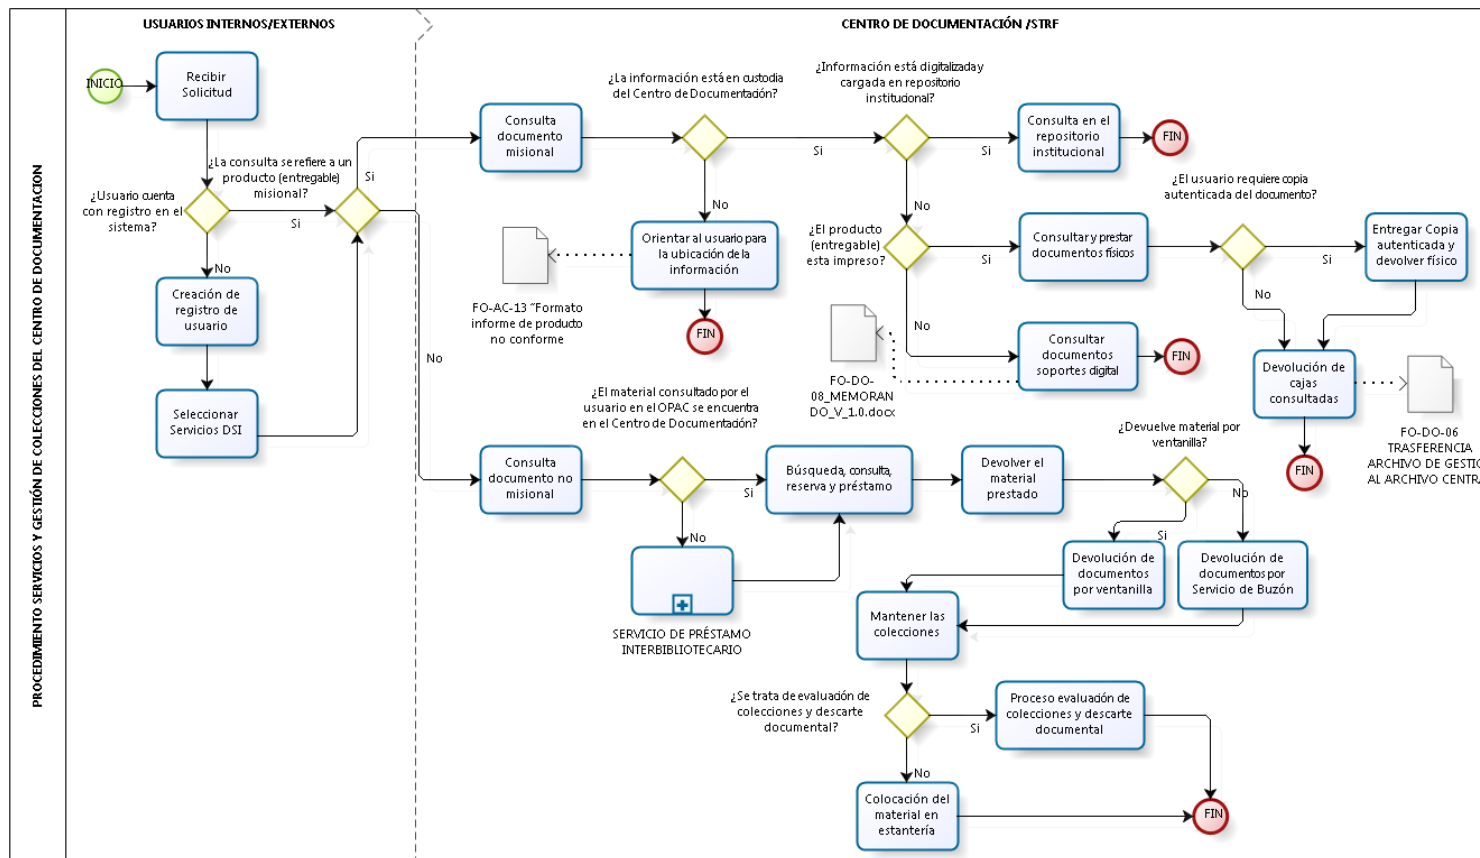 PROCEDIMIENTO SERVICIOS Y GESTIÓN DE COLECCIONES DEL CENTRO DE DOCUMENTACION
USUARIOS INTERNOS/EXTERNOS
CENTRO DE DOCUMENTACIÓN /STRF
INICIO
Recibir
Solicitud
¿Usuario cuenta
con registro en el
sistema?
Si
No
Creación de
registro de
usuario
Seleccionar
Servicios DSI
¿La consulta se refiere a un
producto (entregable)
misional?
Si
No
Consulta
documento
misional
¿La información está en custodia
del Centro de Documentación?
Si
No
Orientar al usuario para
la ubicación de la
información
FO-AC-13 “Formato
informe de producto
no conforme
FIN
¿Información está digitalizada y
cargada en repositorio
institucional?
Si
No
Consulta en el
repositorio
institucional
FIN
¿El producto
(entregable)
esta impreso?
Si
No
Consultar y prestar
documentos físicos
¿El usuario requiere copia
autenticada del documento?
Si
No
Entregar Copia
autenticada y
devolver físico
Consultar
documentos
soportes digital
FIN
FO-DO-
08_MEMORAN
DO_V_1.0.docx
Devolución de
cajas
consultadas
FO-DO-06
TRASFERENCIA
ARCHIVO DE GESTIO
AL ARCHIVO CENTRA
FIN
Consulta
documento no
misional
¿El material consultado por el
usuario en el OPAC se encuentra
en el Centro de Documentación?
Si
No
SERVICIO DE PRÉSTAMO
INTERBIBLIOTECARIO
Búsqueda, consulta,
reserva y préstamo
Devolver el
material
prestado
¿Devuelve material por
ventanilla?
Si
No
Devolución de
documentos
por ventanilla
Devolución de
documentos por
Servicio de Buzón
Mantener las
colecciones
¿Se trata de evaluación de
colecciones y descarte
documental?
Si
No
Proceso evaluación de
colecciones y descarte
documental
Colocación del
material en
estantería
FIN